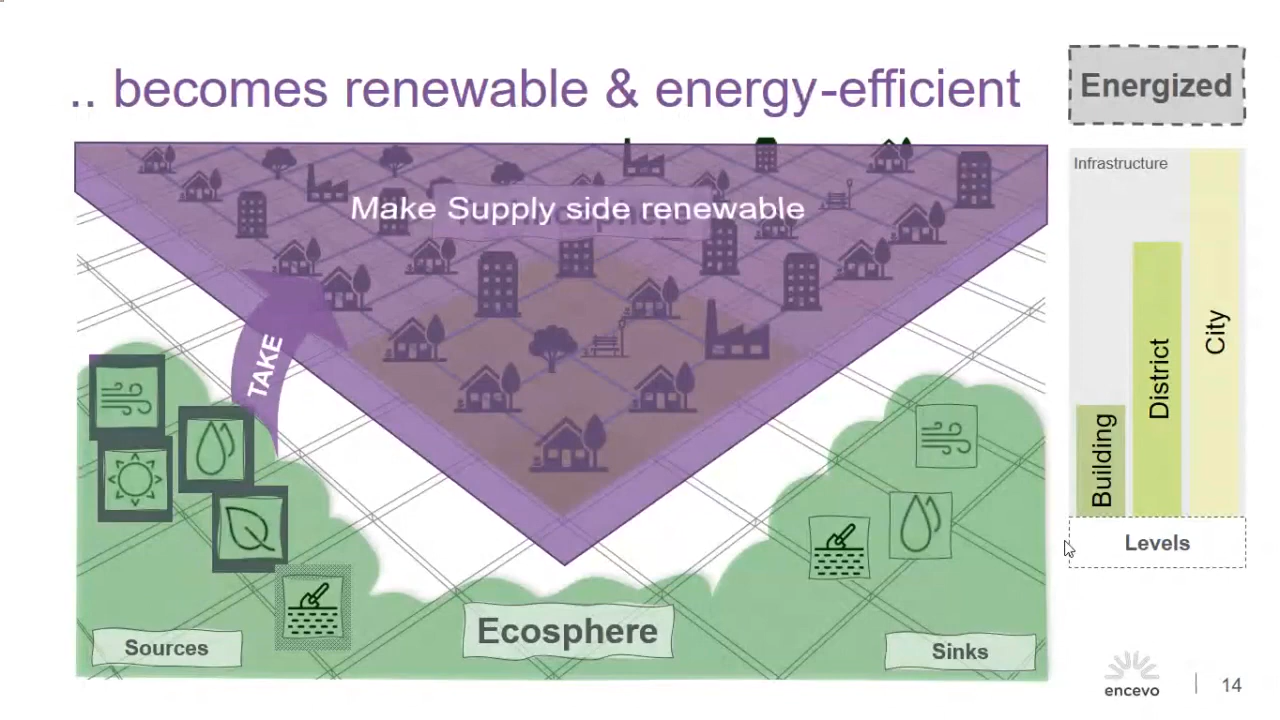 .. becomes renewable & energy-efficient
Energized
Infrastructure
Make Supply side renewable
TAKE
Building
District
City
Levels
Ecosphere
Sources
Sinks
encevo
14